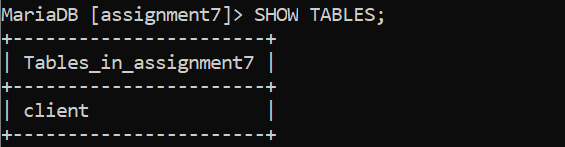 MariaDB [assignment7]> SHOW TABLES;
+-----------------------+
| Tables_in_assignment7 |
+-----------------------+
| client                |
+-----------------------+